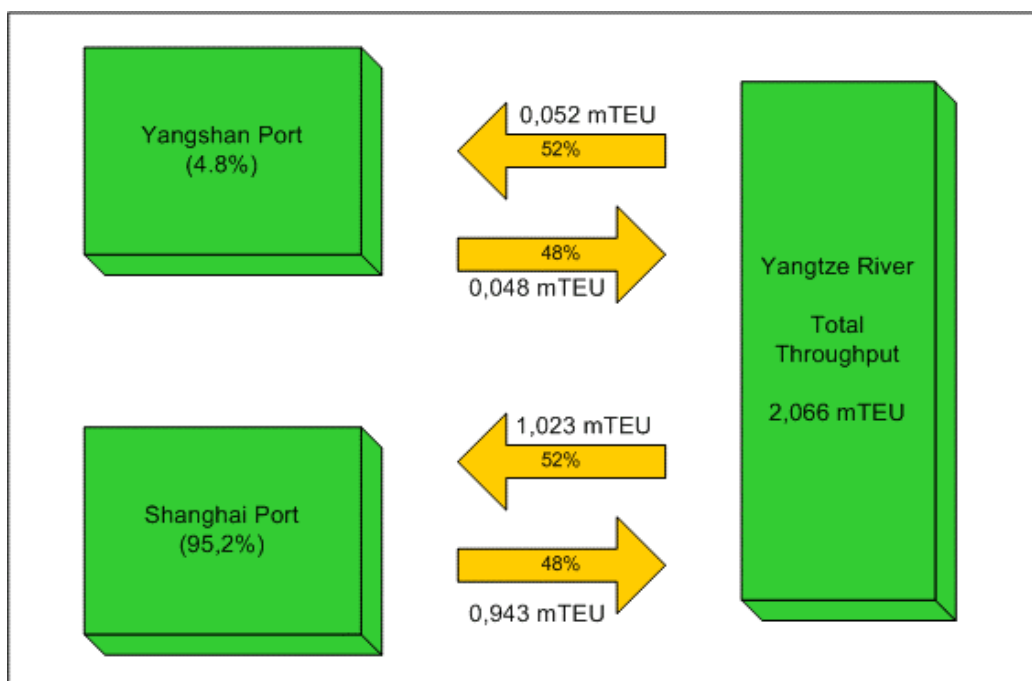 Yangshan Port
(4.8%)
0,052 mTEU
52%
48%
0,048 mTEU
Shanghai Port
(95,2%)
1,023 mTEU
52%
48%
0,943 mTEU
Yangtze River
Total
Throughput
2,066 mTEU